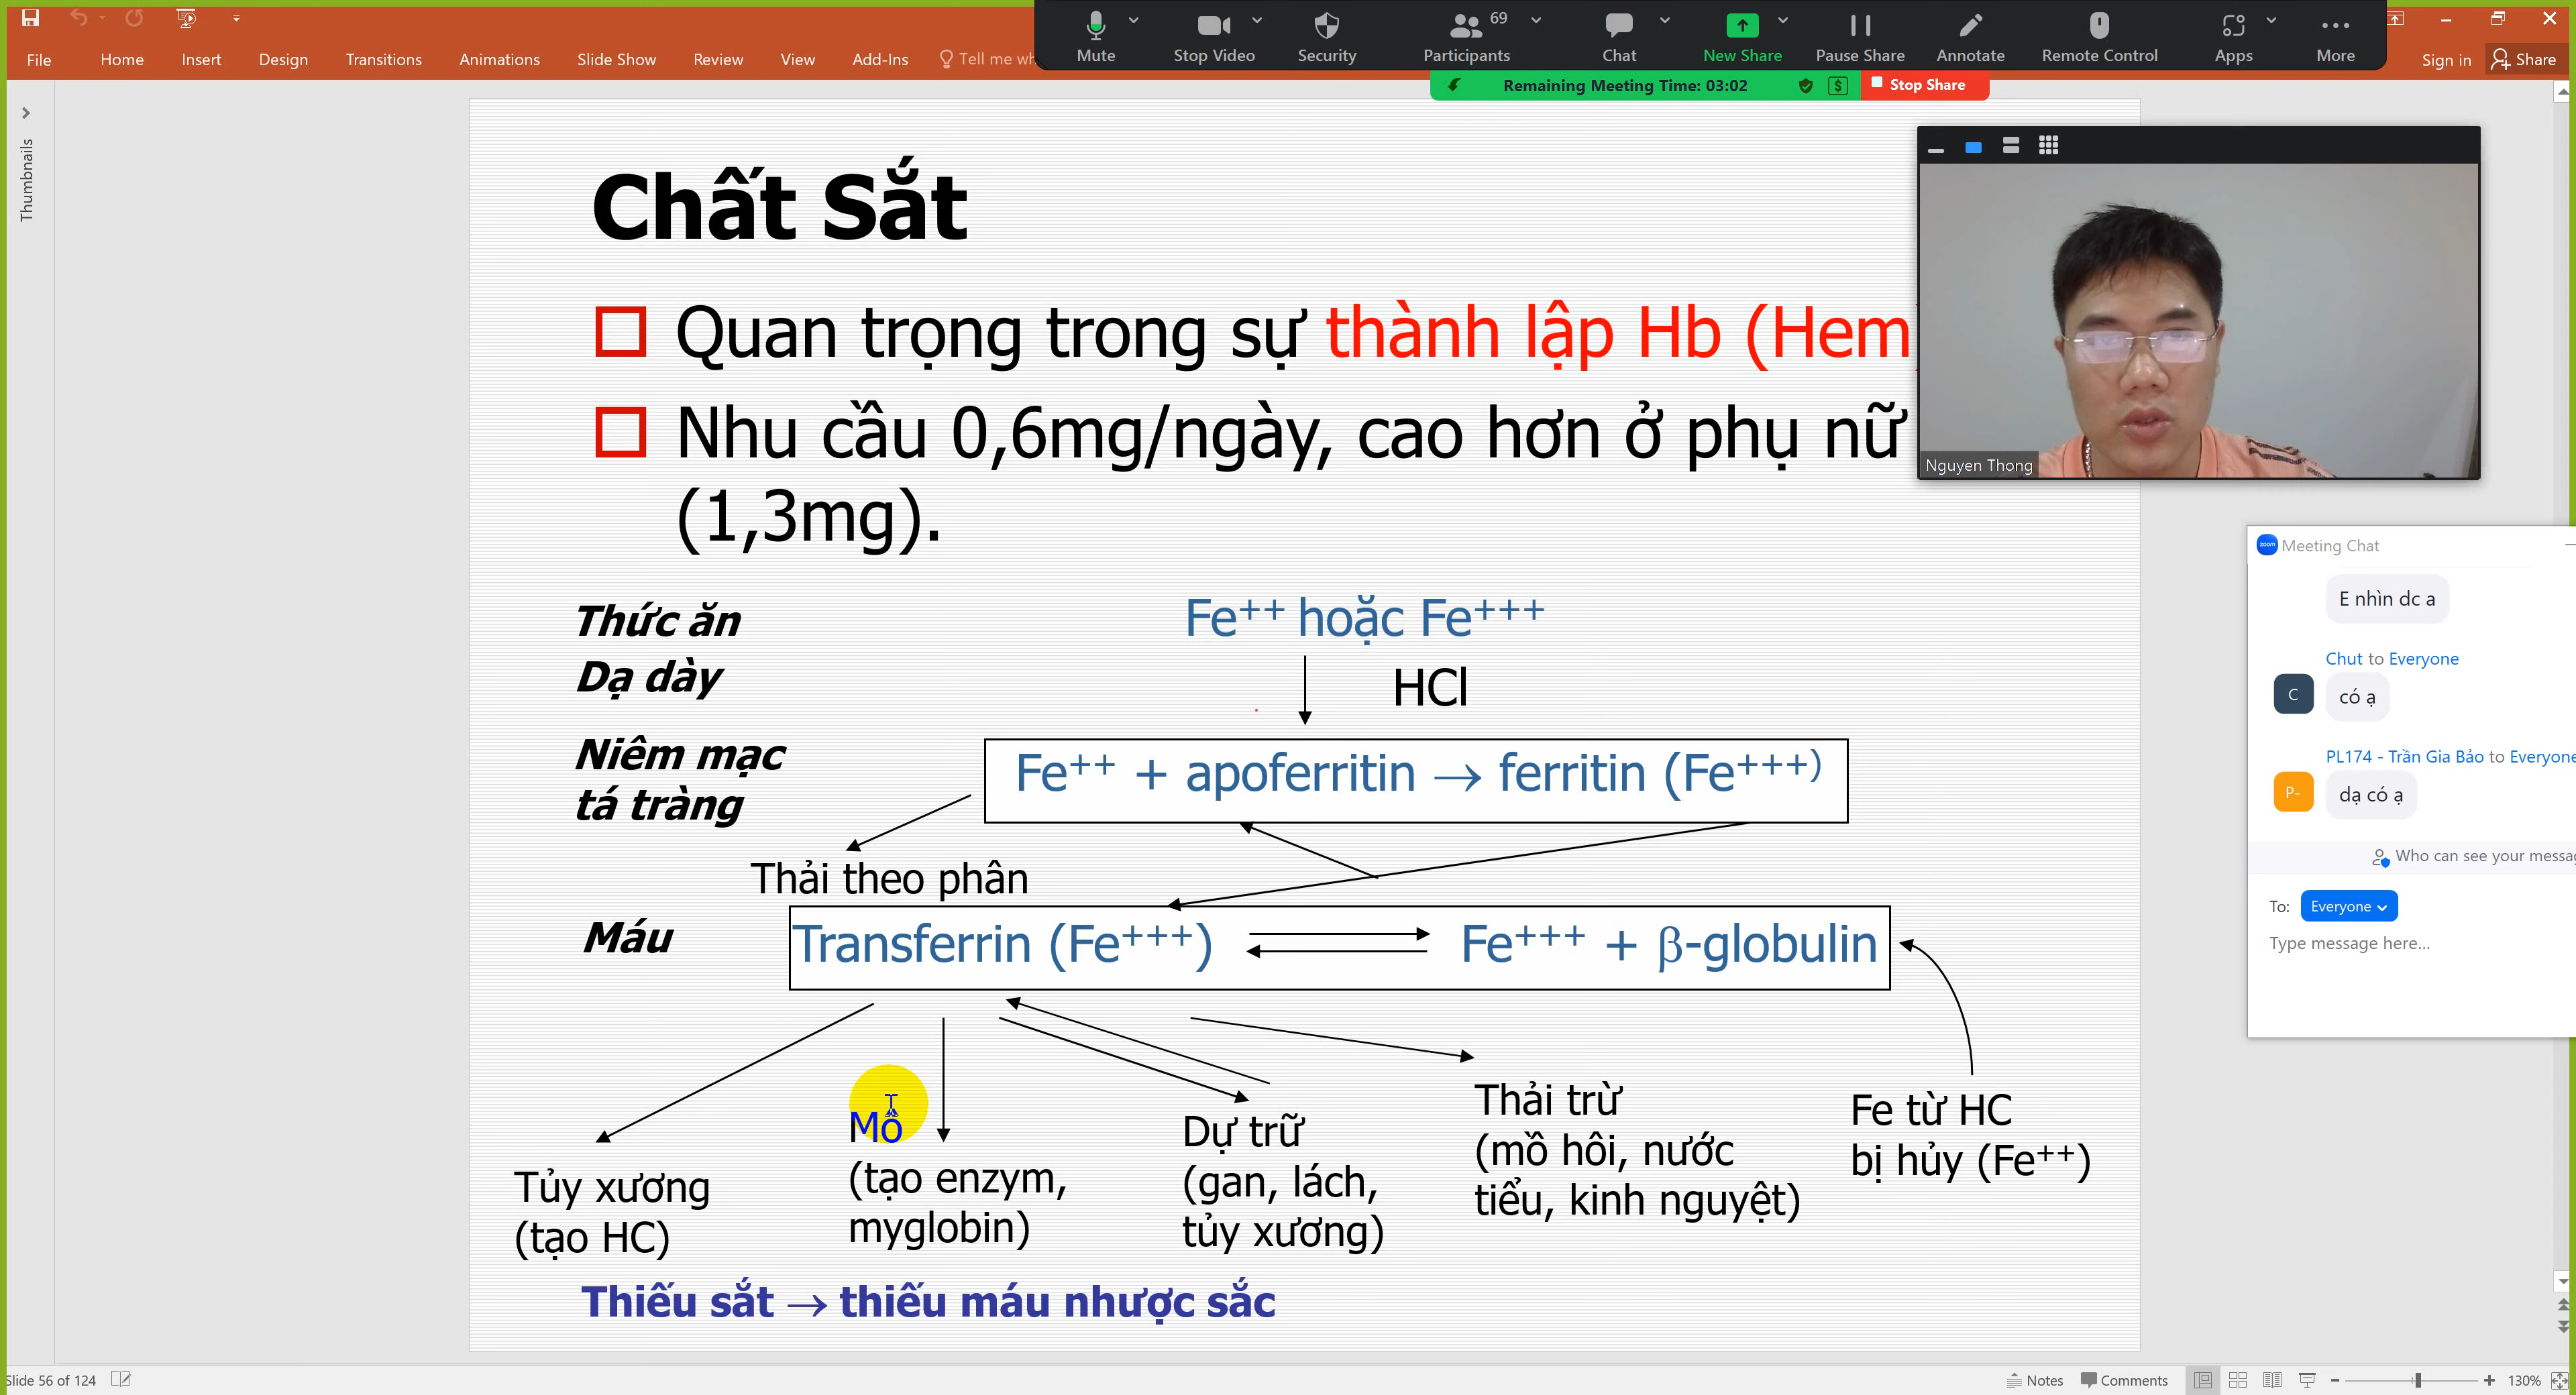 Mute
Stop Video
Security
Participants
69
Chat
New Share
Pause Share
Annotate
Remote Control
Apps
More
File
Home
Insert
Design
Transitions
Animations
Slide Show
Review
View
Add-Ins
Tell me wh
Sign in
Share
Remaining Meeting Time: 03:02
Stop Share
Thumbnails
Chất Sắt
Quan trọng trong sự thành lập Hb (Hem
Nhu cầu 0,6mg/ngày, cao hơn ở phụ nữ
(1,3mg).
Nguyen Thong
Thức ăn
Fe++ hoặc Fe+++
Dạ dày
HCl
Niêm mạc
tá tràng
Fe++ + apoferritin → ferritin (Fe+++)
Thải theo phân
Máu
Transferrin (Fe+++)
Fe+++ + β-globulin
Tủy xương
(tạo HC)
Mô
(tạo enzym,
myglobin)
Dự trữ
(gan, lách,
tủy xương)
Thải trừ
(mồ hôi, nước
tiểu, kinh nguyệt)
Fe từ HC
bị hủy (Fe++)
Thiếu sắt → thiếu máu nhược sắc
zoom
Meeting Chat
E nhìn dc a
Chut to Everyone
C
có ạ
PL174 - Trần Gia Bảo to Everyone
P-
dạ có ạ
Who can see your messag
To: Everyone
Type message here...
Slide 56 of 124
Notes
Comments
130%